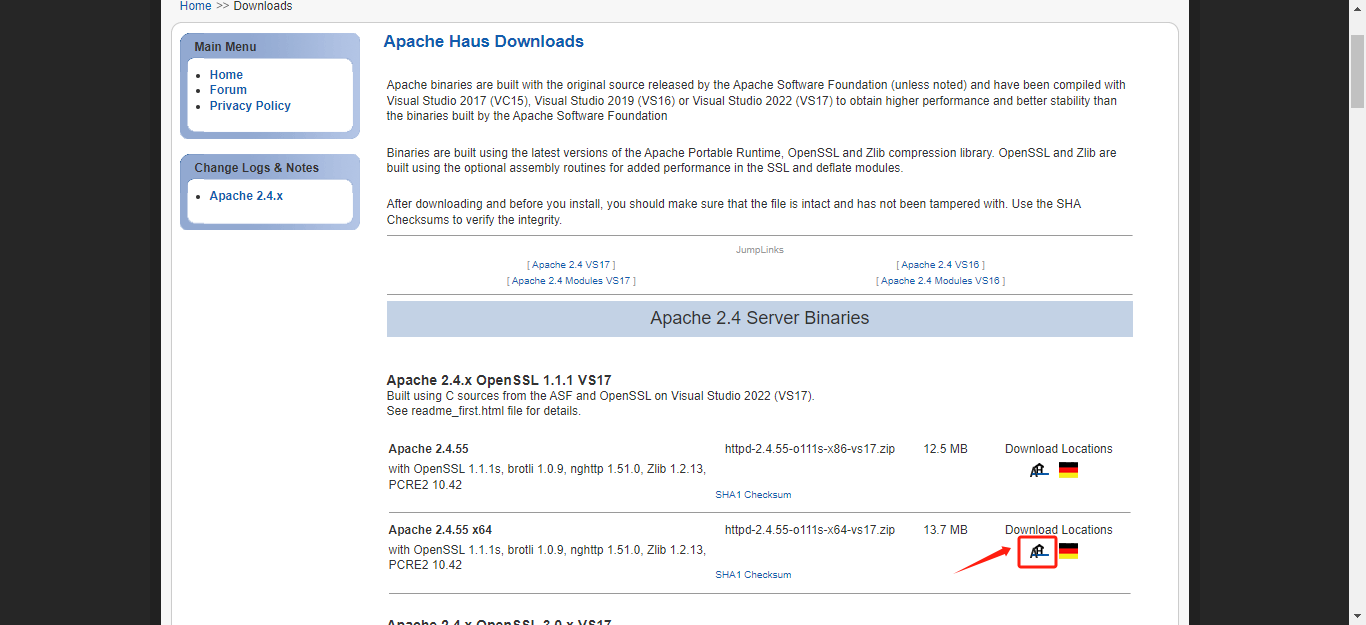 Home >> Downloads
Main Menu
Home
Forum
Privacy Policy
Change Logs & Notes
Apache 2.4.x
Apache Haus Downloads
Apache binaries are built with the original source released by the Apache Software Foundation (unless noted) and have been compiled with
Visual Studio 2017 (VC15), Visual Studio 2019 (VS16) or Visual Studio 2022 (VS17) to obtain higher performance and better stability than
the binaries built by the Apache Software Foundation
Binaries are built using the latest versions of the Apache Portable Runtime, OpenSSL and Zlib compression library. OpenSSL and Zlib are
built using the optional assembly routines for added performance in the SSL and deflate modules.
After downloading and before you install, you should make sure that the file is intact and has not been tampered with. Use the SHA
Checksums to verify the integrity.
JumpLinks
[ Apache 2.4 VS17 ] [ Apache 2.4 VS16 ]
[ Apache 2.4 Modules VS17 ] [ Apache 2.4 Modules VS16 ]
Apache 2.4 Server Binaries
Apache 2.4.x OpenSSL 1.1.1 VS17
Built using C sources from the ASF and OpenSSL on Visual Studio 2022 (VS17).
See readme_first.html file for details.
Apache 2.4.55 httpd-2.4.55-o111s-x86-vs17.zip 12.5 MB Download Locations
with OpenSSL 1.1.1s, brotli 1.0.9, nghttp 1.51.0, Zlib 1.2.13,
PCRE2 10.42
SHA1 Checksum
Apache 2.4.55 x64 httpd-2.4.55-o111s-x64-vs17.zip 13.7 MB Download Locations
with OpenSSL 1.1.1s, brotli 1.0.9, nghttp 1.51.0, Zlib 1.2.13,
PCRE2 10.42
SHA1 Checksum
Apache 2.4.x OpenSSL 3.0.x VS17